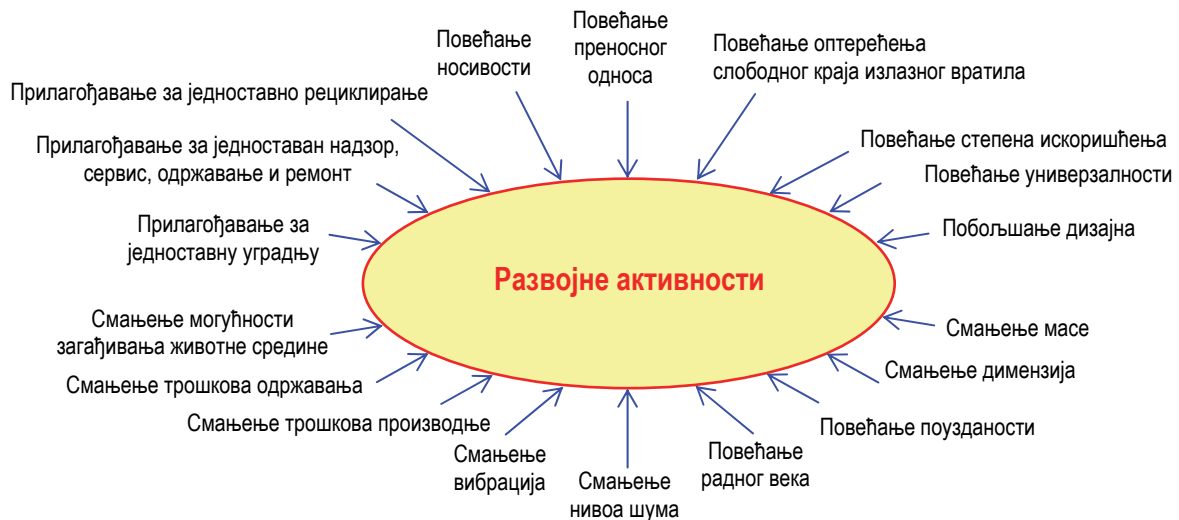 Повећање
носивости
Повећање
преносног
односа
Повећање оптерећења
слободног краја излазног вратила
Прилагођавање за једноставно рециклирање
Повећање степена искоришћења
Прилагођавање за једноставан надзор,
сервис, одржавање и ремонт
Повећање универзалности
Прилагођавање за
једноставну уградњу
Побољшање дизајна
Развојне активности
Смањење могућности
загађивања животне средине
Смањење масе
Смањење трошкова одржавања
Смањење димензија
Смањење трошкова производње
Повећање поузданости
Смањење
вибрација
Смањење
нивоа шума
Повећање
радног века